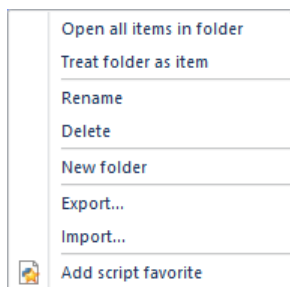 Open all items in folder
Treat folder as item
Rename
Delete
New folder
Export...
Import...
Add script favorite